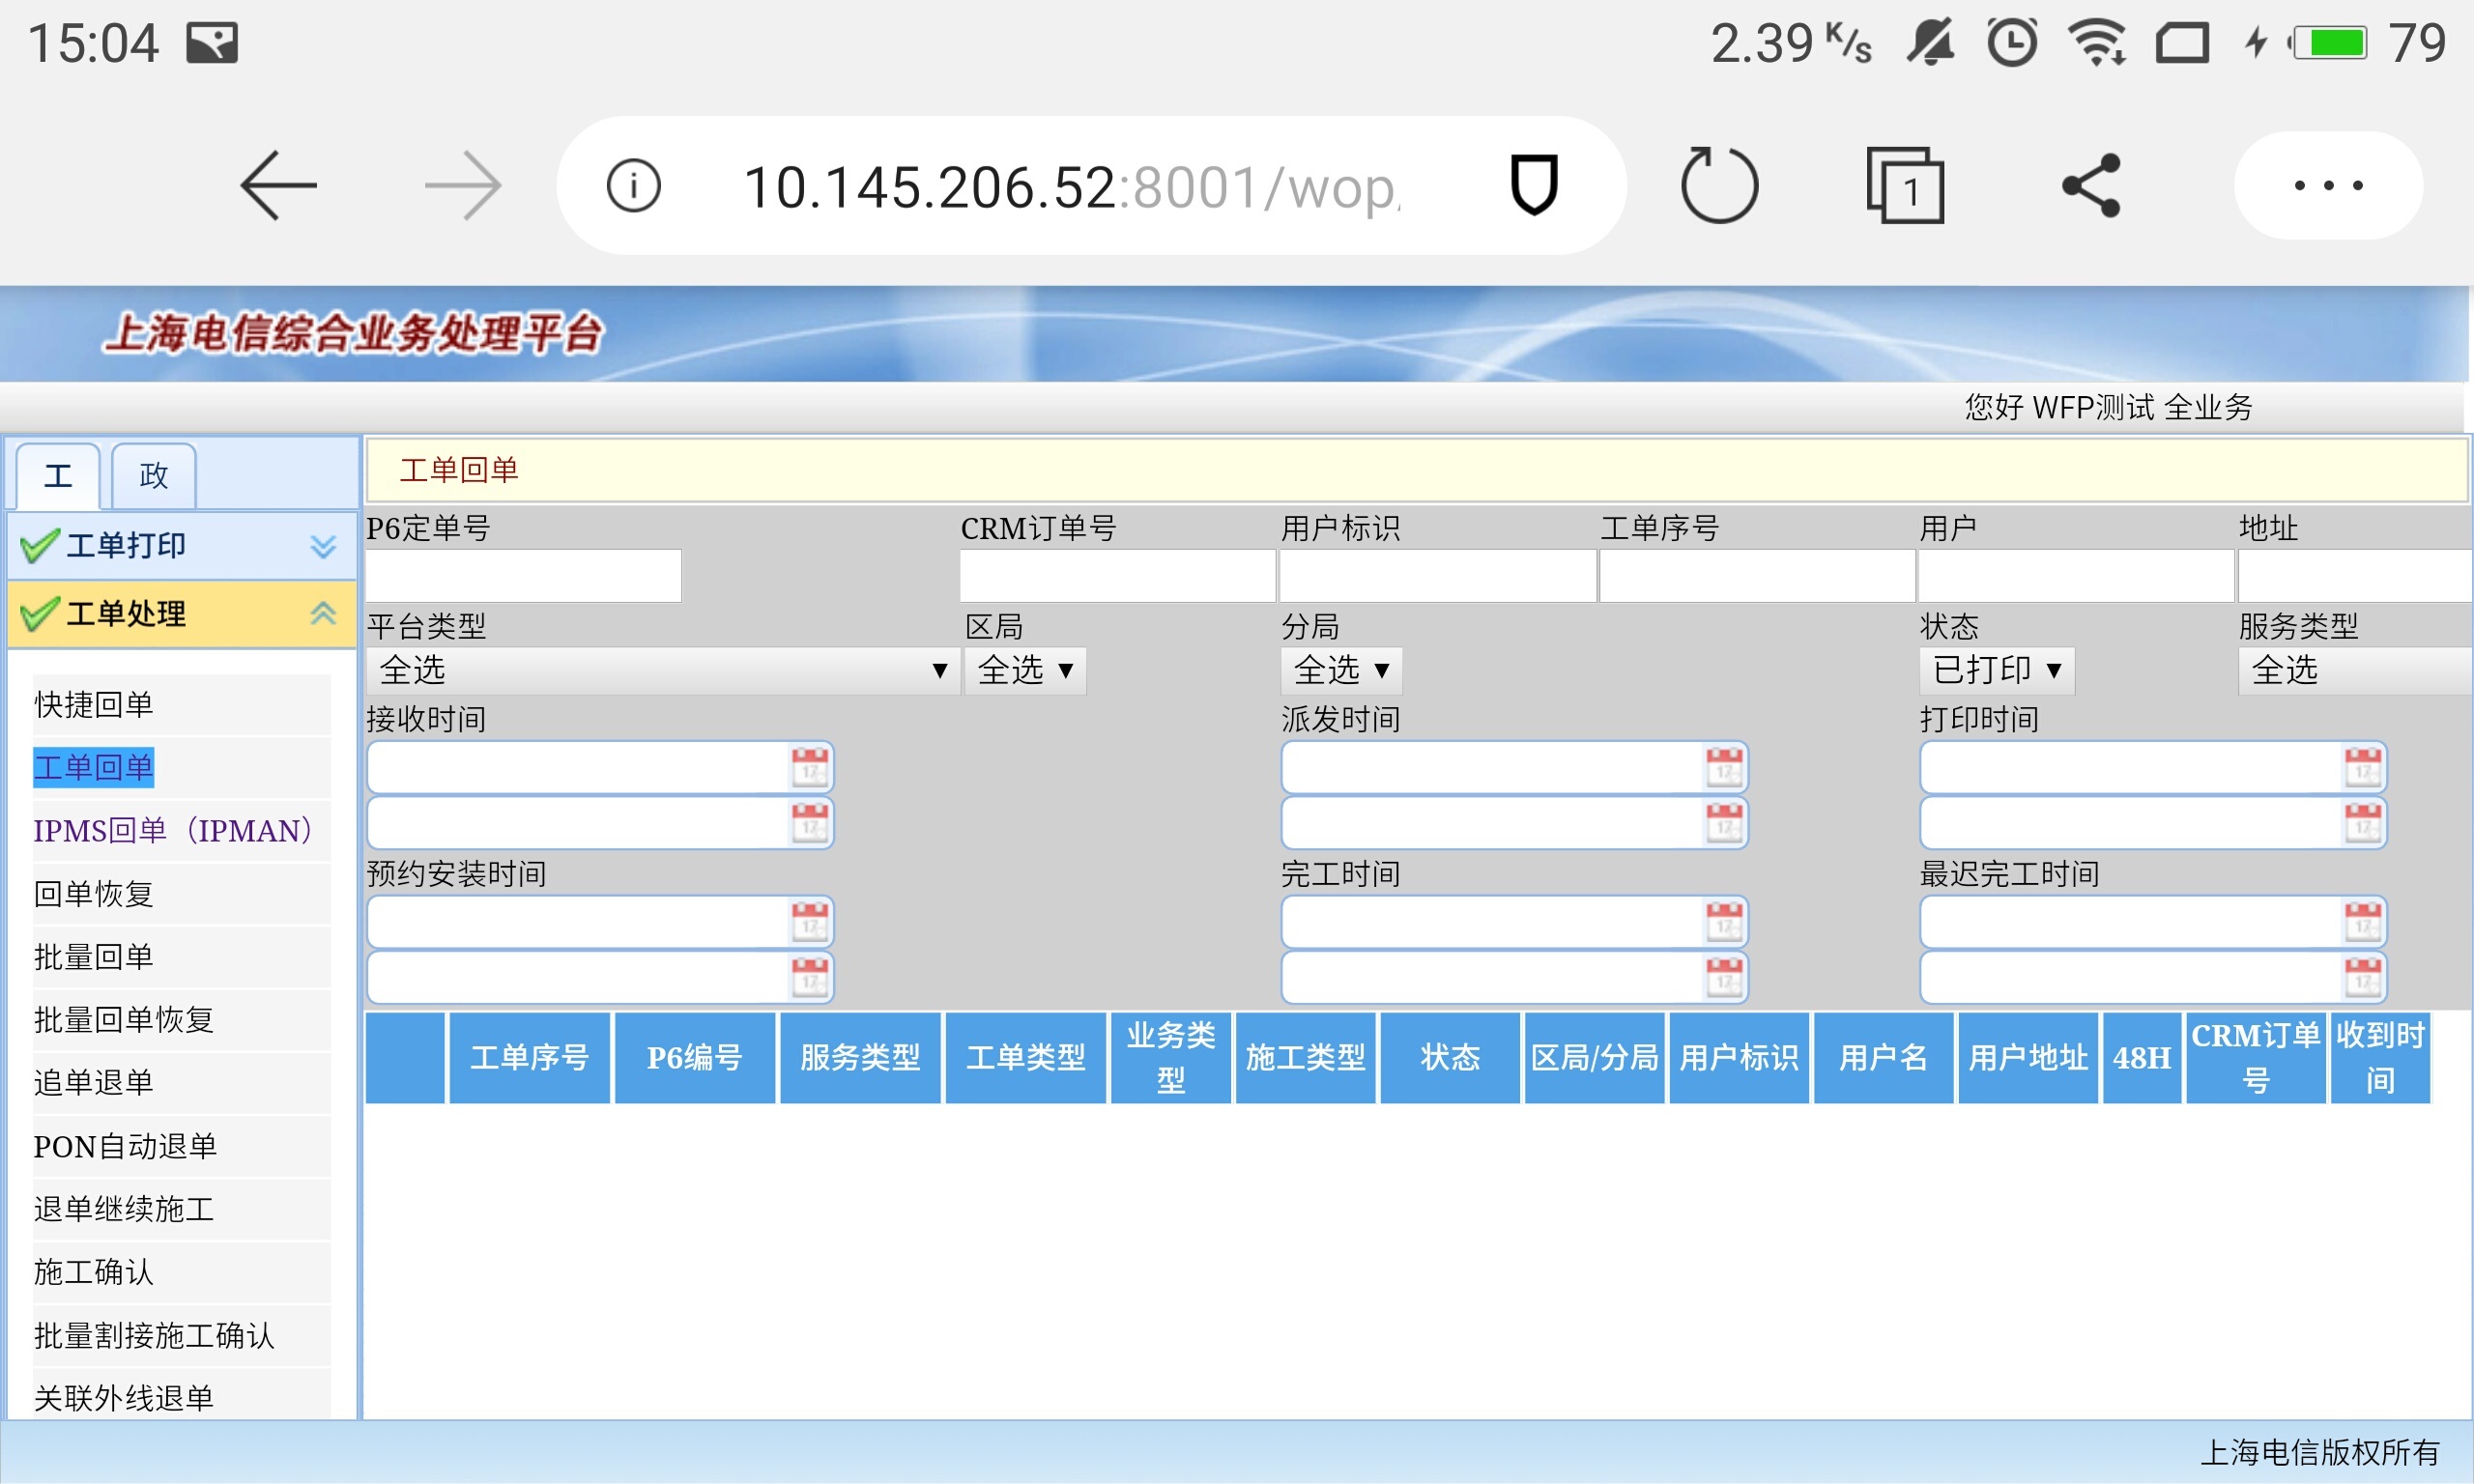 15:04 2.39 K/s 79
10.145.206.52:8001/wop
1
上海电信综合业务处理平台
您好 WFP测试 全业务
工 政
工单回单
工单打印
工单处理
快捷回单
工单回单
IPMS回单（IPMAN）
回单恢复
批量回单
批量回单恢复
追单退单
PON自动退单
退单继续施工
施工确认
批量割接施工确认
关联外线退单
P6定单号 CRM订单号 用户标识 工单序号 用户 地址
平台类型 区局 分局 状态 服务类型
全选 全选 全选 已打印 全选
接收时间 派发时间 打印时间
17 17 17
17 17 17
预约安装时间 完工时间 最迟完工时间
17 17 17
17 17 17
工单序号 P6编号 服务类型 工单类型 业务类型 施工类型 状态 区局/分局 用户标识 用户名 用户地址 48H CRM订单号 收到时间
上海电信版权所有